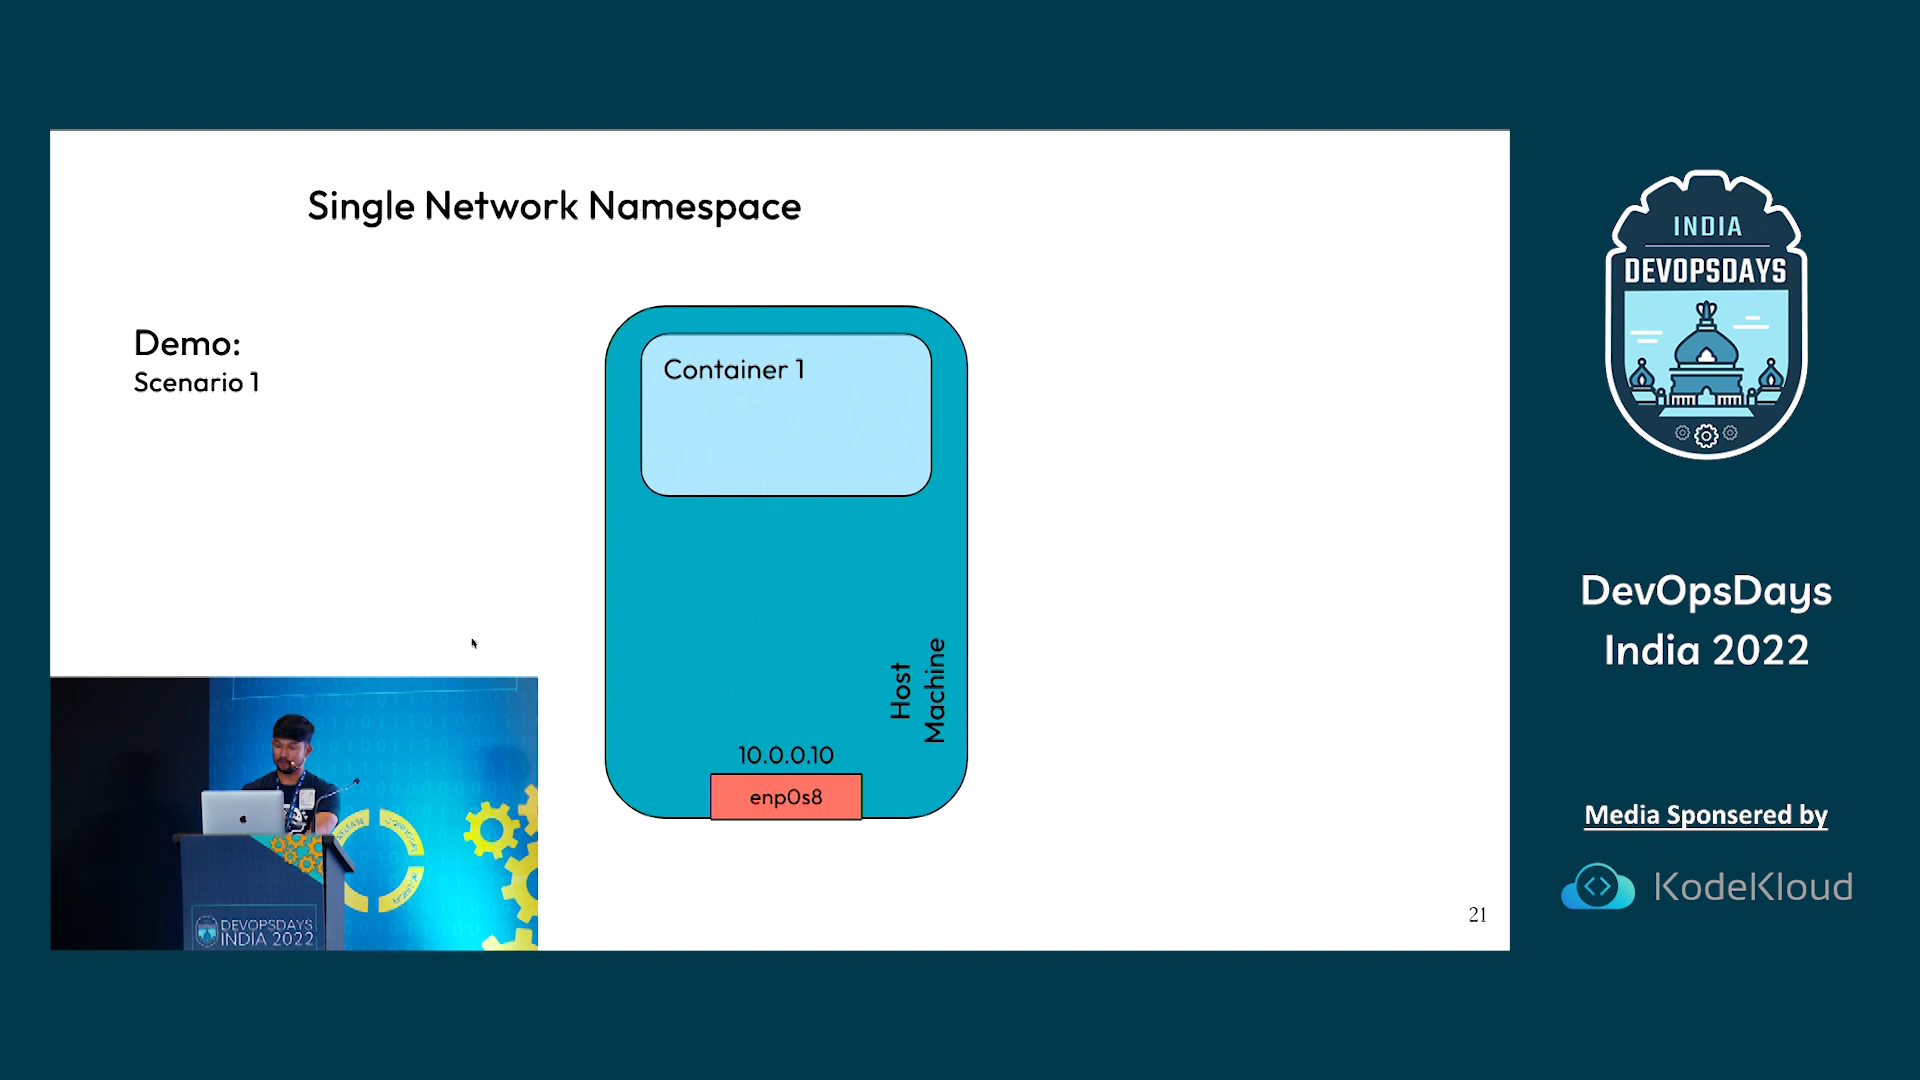 Single Network Namespace
Demo:
Scenario 1
Container 1
Host
Machine
10.0.0.10
enp0s8
21
DEVOPSDAYS
INDIA 2022
INDIA
DEVOPSDAYS
DevOpsDays
India 2022
Media Sponsered by
KodeKloud